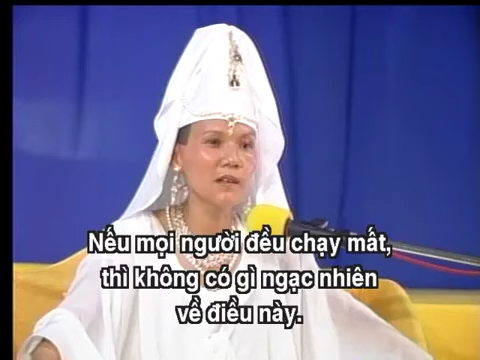 Nếu mọi người đều chạy mất,
thì không có gì ngạc nhiên
về điều này.